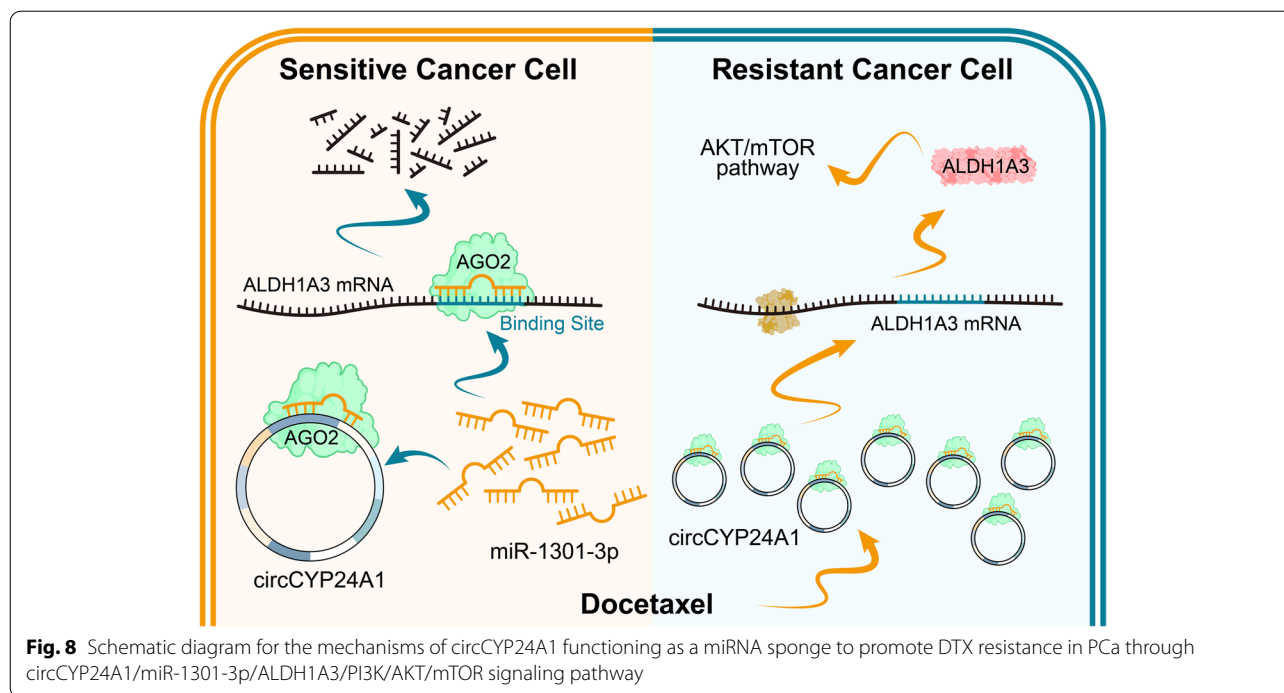 Sensitive Cancer Cell
AGO2
ALDH1A3 mRNA
Binding Site
AGO2
miR-1301-3p
circCYP24A1
Resistant Cancer Cell
AKT/mTOR
pathway
ALDH1A3
ALDH1A3 mRNA
circCYP24A1
Docetaxel
Fig. 8 Schematic diagram for the mechanisms of circCYP24A1 functioning as a miRNA sponge to promote DTX resistance in PCa through
circCYP24A1/miR-1301-3p/ALDH1A3/PI3K/AKT/mTOR signaling pathway